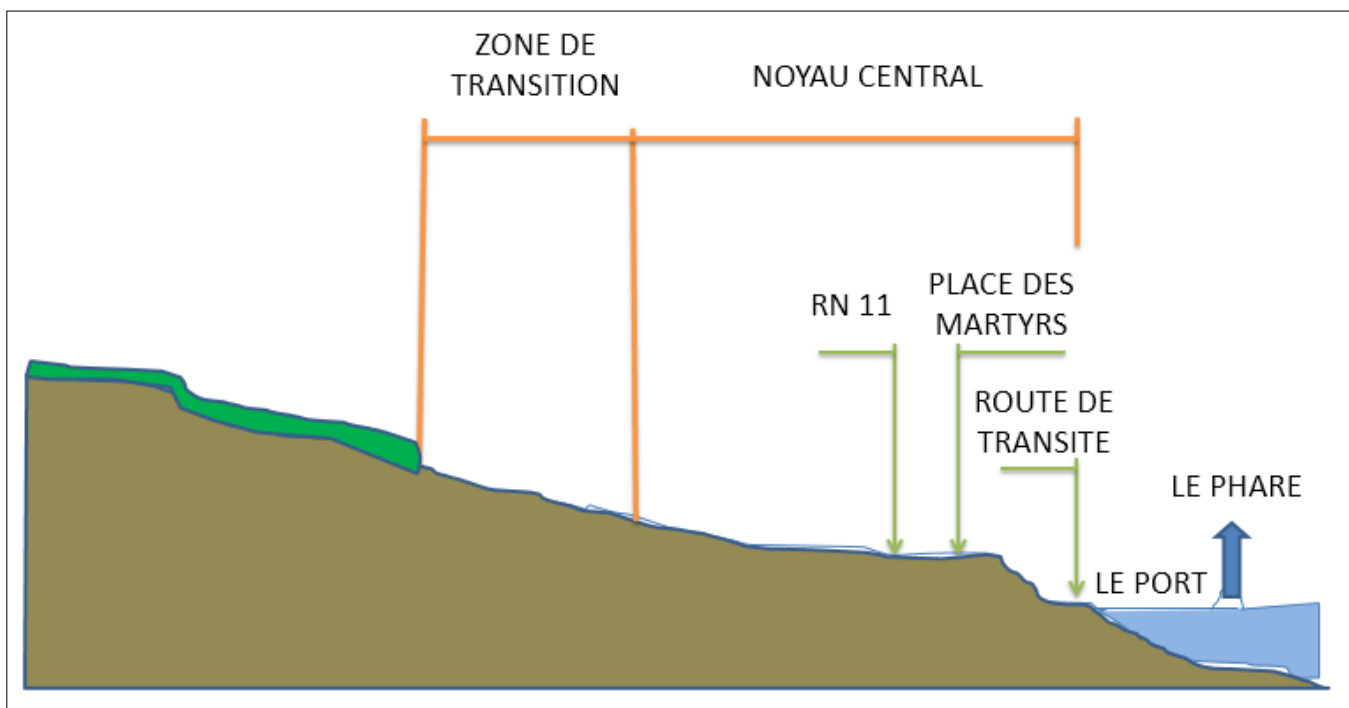 ZONE DE
TRANSITION
NOYAU CENTRAL
RN 11
PLACE DES
MARTYRS
ROUTE DE
TRANSITE
LE PHARE
LE PORT